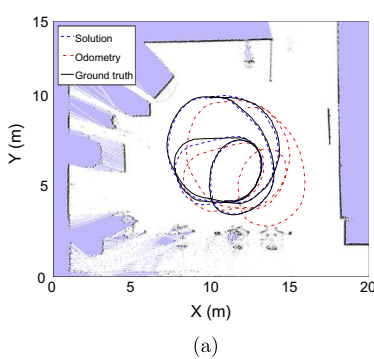 15
Solution
Odometry
Ground truth
10
Y (m)
5
0
0 5 10 15 20
X (m)
(a)